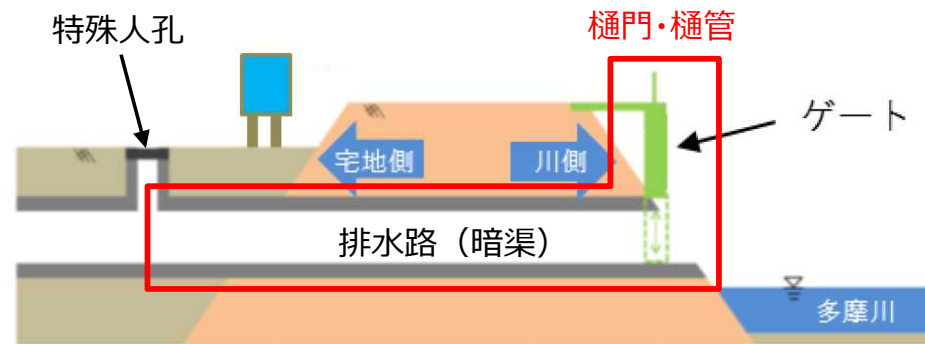 特殊人孔
樋門・樋管
ゲート
宅地側
川側
排水路（暗渠）
多摩川